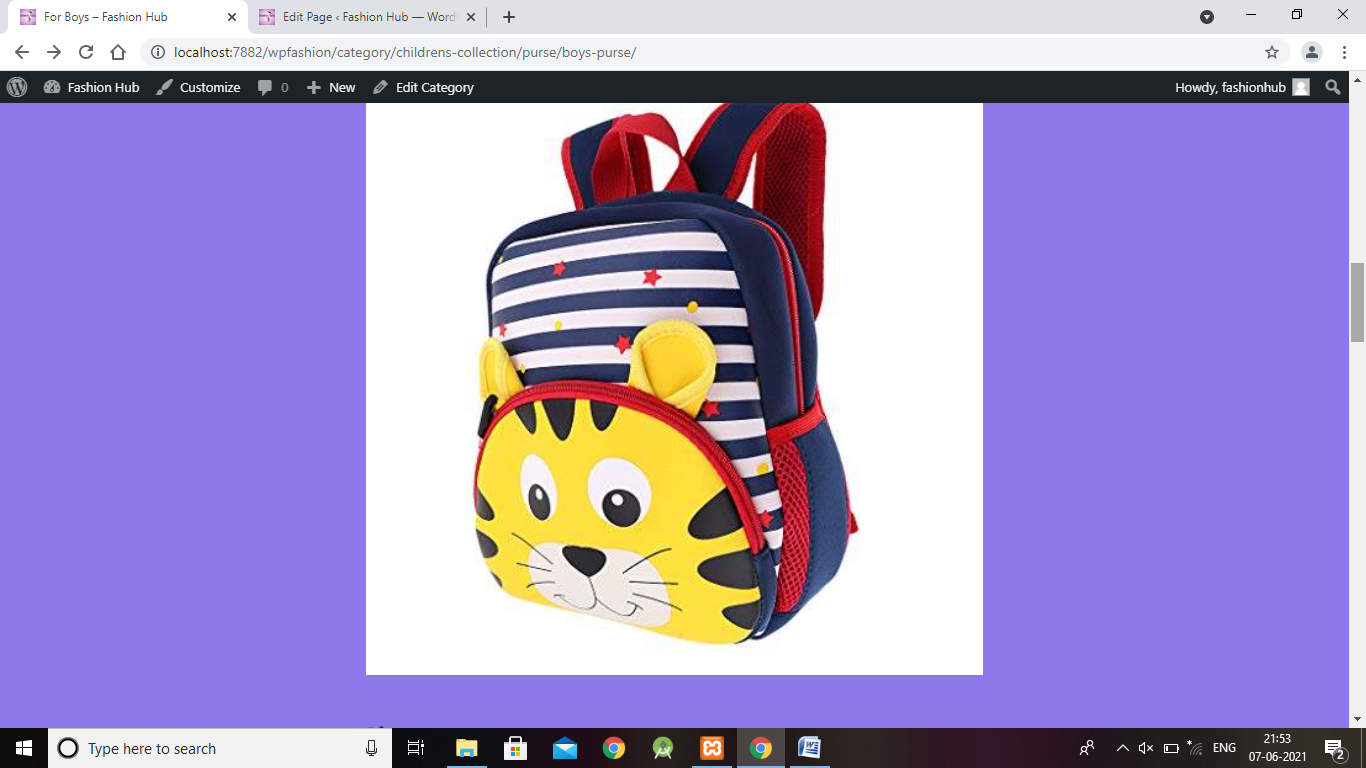 For Boys – Fashion Hub
Edit Page ‹ Fashion Hub — Word
localhost:7882/wpfashion/category/childrens-collection/purse/boys-purse/
Fashion Hub Customize 0 New Edit Category Howdy, fashionhub
Type here to search
ENG
21:53
07-06-2021
2